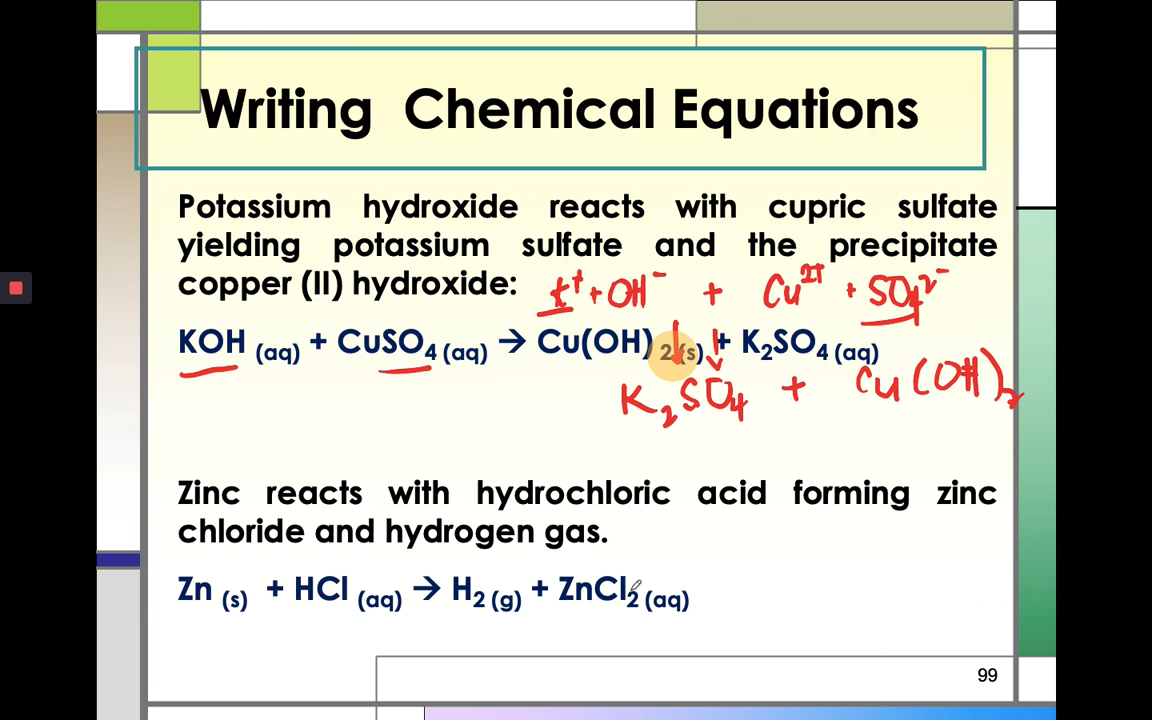 Writing Chemical Equations
Potassium hydroxide reacts with cupric sulfate
yielding potassium sulfate and the precipitate
copper (II) hydroxide:
K⁺ + OH⁻ + Cu²⁺ + SO₄²⁻
KOH (aq) + CuSO₄ (aq) → Cu(OH) ₂(s) + K₂SO₄ (aq)
K₂SO₄ + Cu(OH)₂
Zinc reacts with hydrochloric acid forming zinc
chloride and hydrogen gas.
Zn (s) + HCl (aq) → H₂ (g) + ZnCl₂ (aq)
99